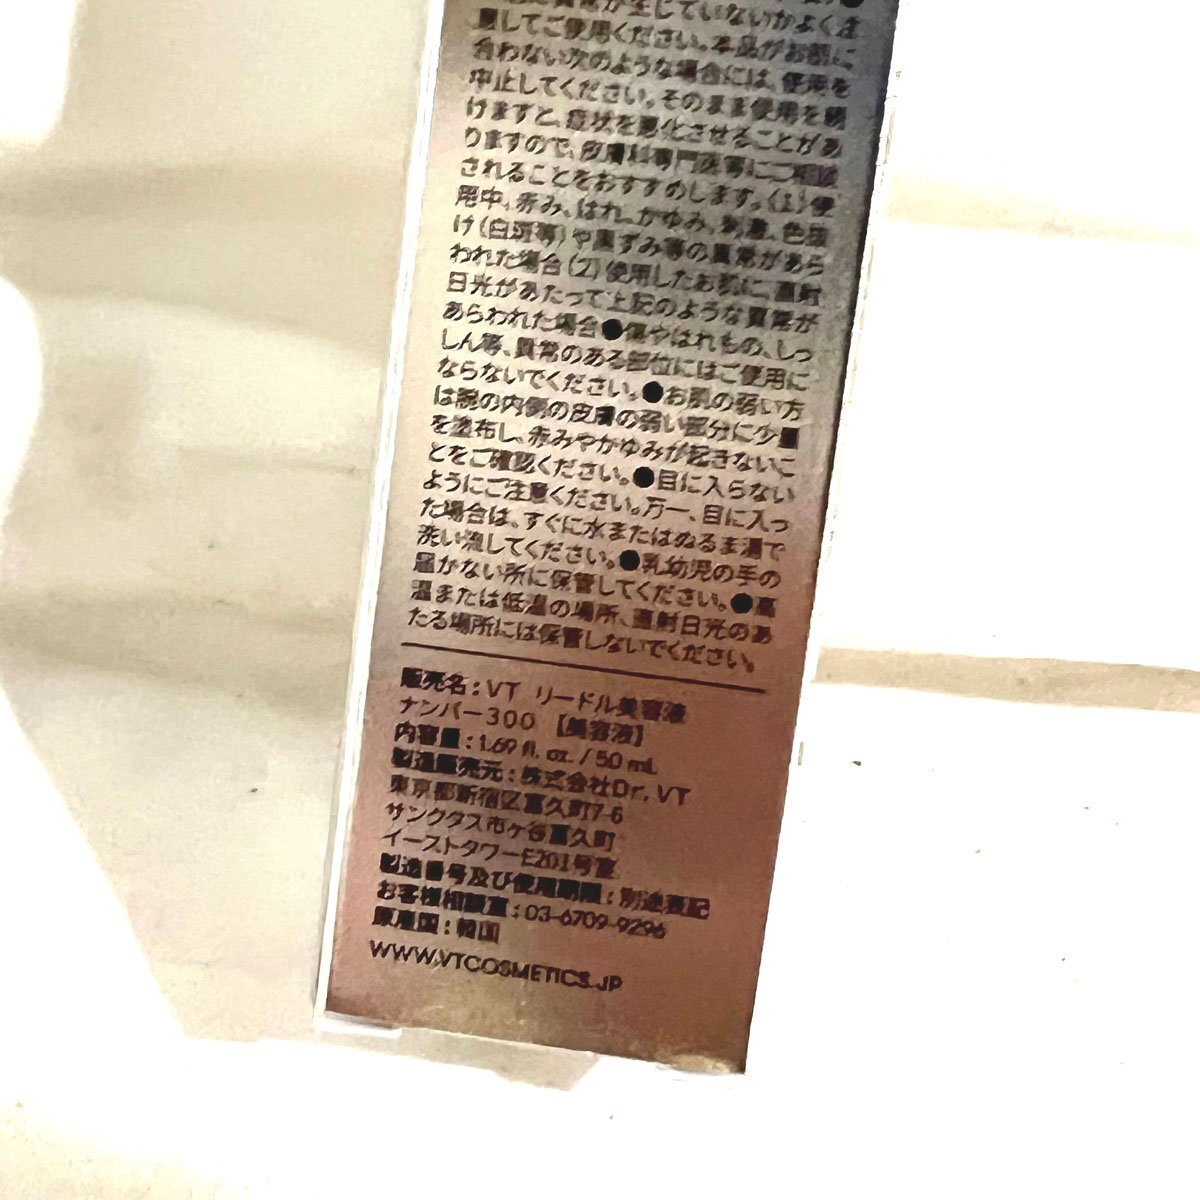 に異常が生じていないかよく注
意してご使用ください。本品がお肌に
合わない次のような場合には、使用を
中止してください。そのまま使用を続
けますと、症状を悪化させることがあ
りますので、皮膚科専門医等にご相談
されることをおすすめします。(1)使
用中、赤み、はれ、かゆみ、刺激、色抜
け(白斑等)や黒ずみ等の異常があら
われた場合(2)使用したお肌に、直射
日光があたって上記のような異常が
あらわれた場合●傷やはれもの、しっ
しん等、異常のある部位にはご使用に
ならないでください。●お肌の弱い方
は腕の内側の皮膚の弱い部分に少量
を塗布し、赤みやかゆみが起きないこ
とをご確認ください。●目に入らない
ようにご注意ください。万一、目に入っ
た場合は、すぐに水またはぬるま湯で
洗い流してください。●乳幼児の手の
届かない所に保管してください。●高
温または低温の場所、直射日光のあ
たる場所には保管しないでください。
販売名:VT リードル美容液
ナンバー300 【美容液】
内容量:1.69 fl. oz. / 50 mL
製造販売元:株式会社Dr. VT
東京都新宿区富久町7-6
サンクタス市ヶ谷富久町
イーストタワーE201号室
製造番号及び使用期限:別途表記
お客様相談室:03-6709-9296
原産国:韓国
WWW.VTCOSMETICS.JP